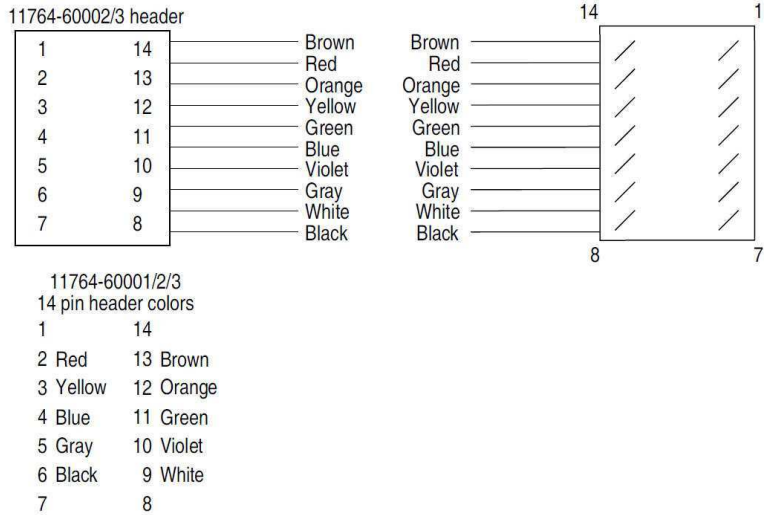 11764-60002/3 header
1 14
2 13
3 12
4 11
5 10
6 9
7 8
Brown
Red
Orange
Yellow
Green
Blue
Violet
Gray
White
Black
Brown
Red
Orange
Yellow
Green
Blue
Violet
Gray
White
Black
14 1
8 7
11764-60001/2/3
14 pin header colors
1 14
2 Red 13 Brown
3 Yellow 12 Orange
4 Blue 11 Green
5 Gray 10 Violet
6 Black 9 White
7 8